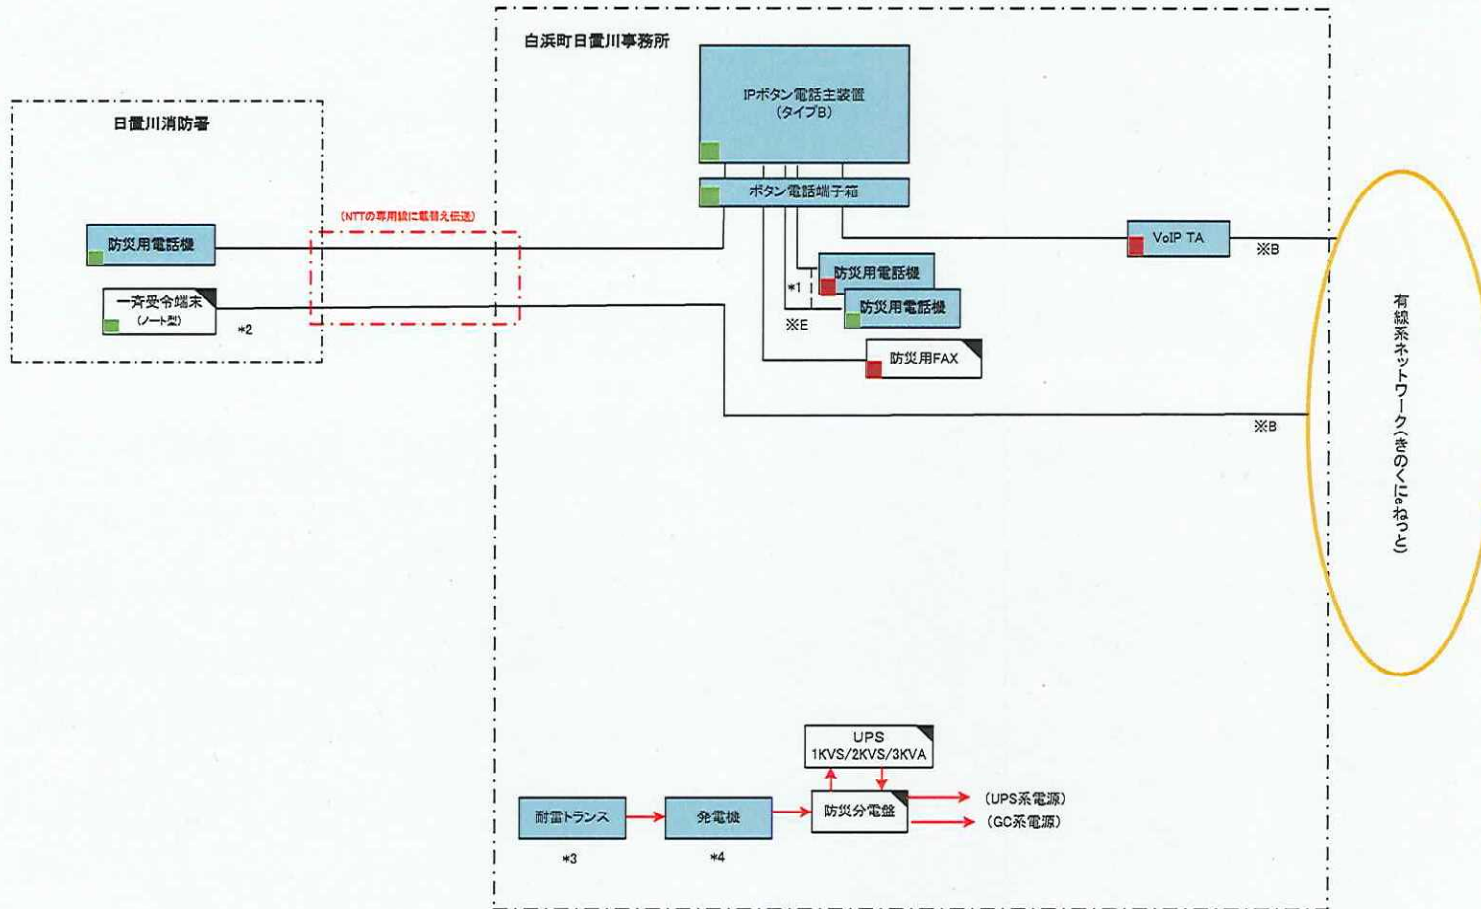 白浜町日置川事務所
IPボタン電話主装置
(タイプB)
日置川消防署
ボタン電話端子箱
(NTTの専用線に載替え伝送)
防災用電話機
VoIP TA
※B
防災用電話機
*1
一斉受令端末
(ノート型)
*2
防災用電話機
※E
防災用FAX
※B
有線系ネットワーク(きのくにeねっと)
UPS
1KVS/2KVS/3KVA
耐雷トランス
発電機
防災分電盤
(UPS系電源)
(GC系電源)
*3
*4